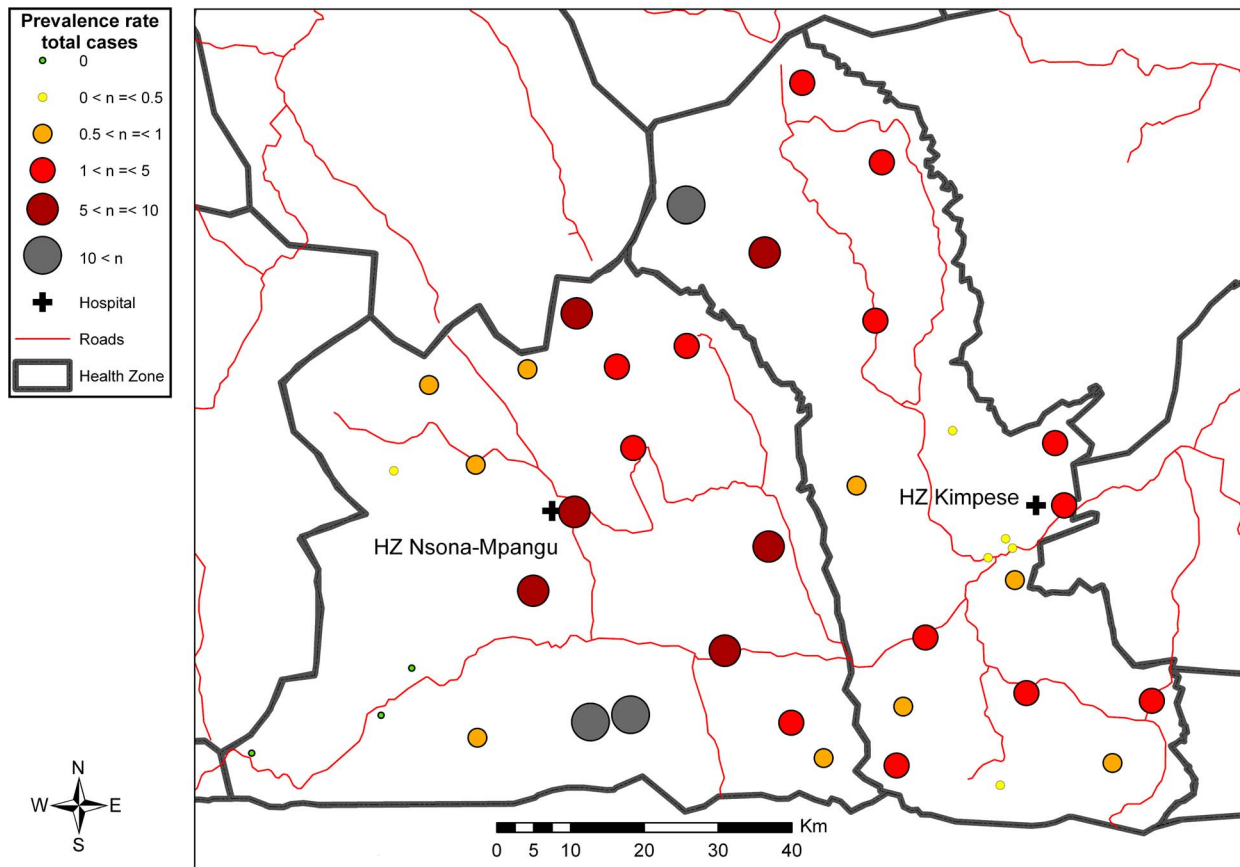 Prevalence rate
total cases
0
0 < n =< 0.5
0.5 < n =< 1
1 < n =< 5
5 < n =< 10
10 < n
Hospital
Roads
Health Zone
HZ Kimpese
HZ Nsona-Mpangu
N
W E
S
Km
0 5 10 20 30 40